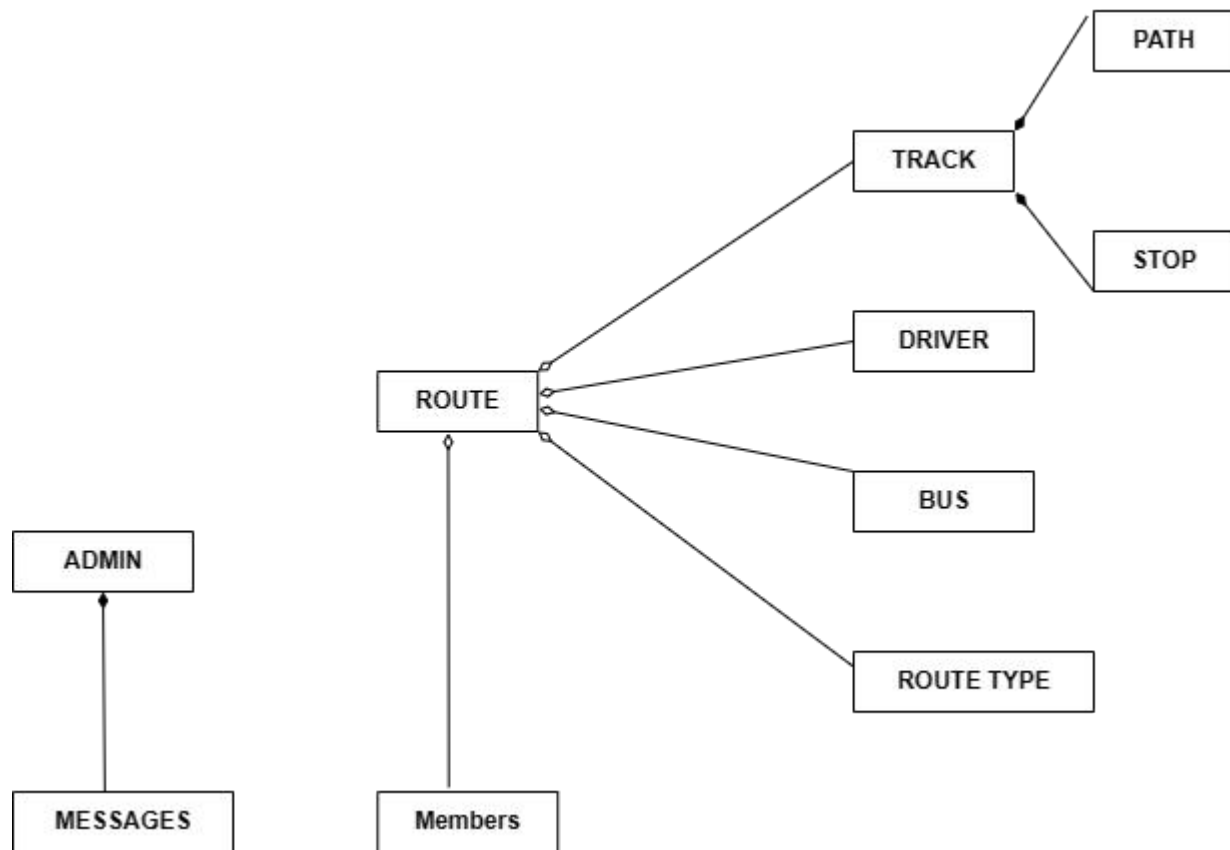 PATH
TRACK
STOP
DRIVER
ROUTE
BUS
ADMIN
ROUTE TYPE
MESSAGES
Members